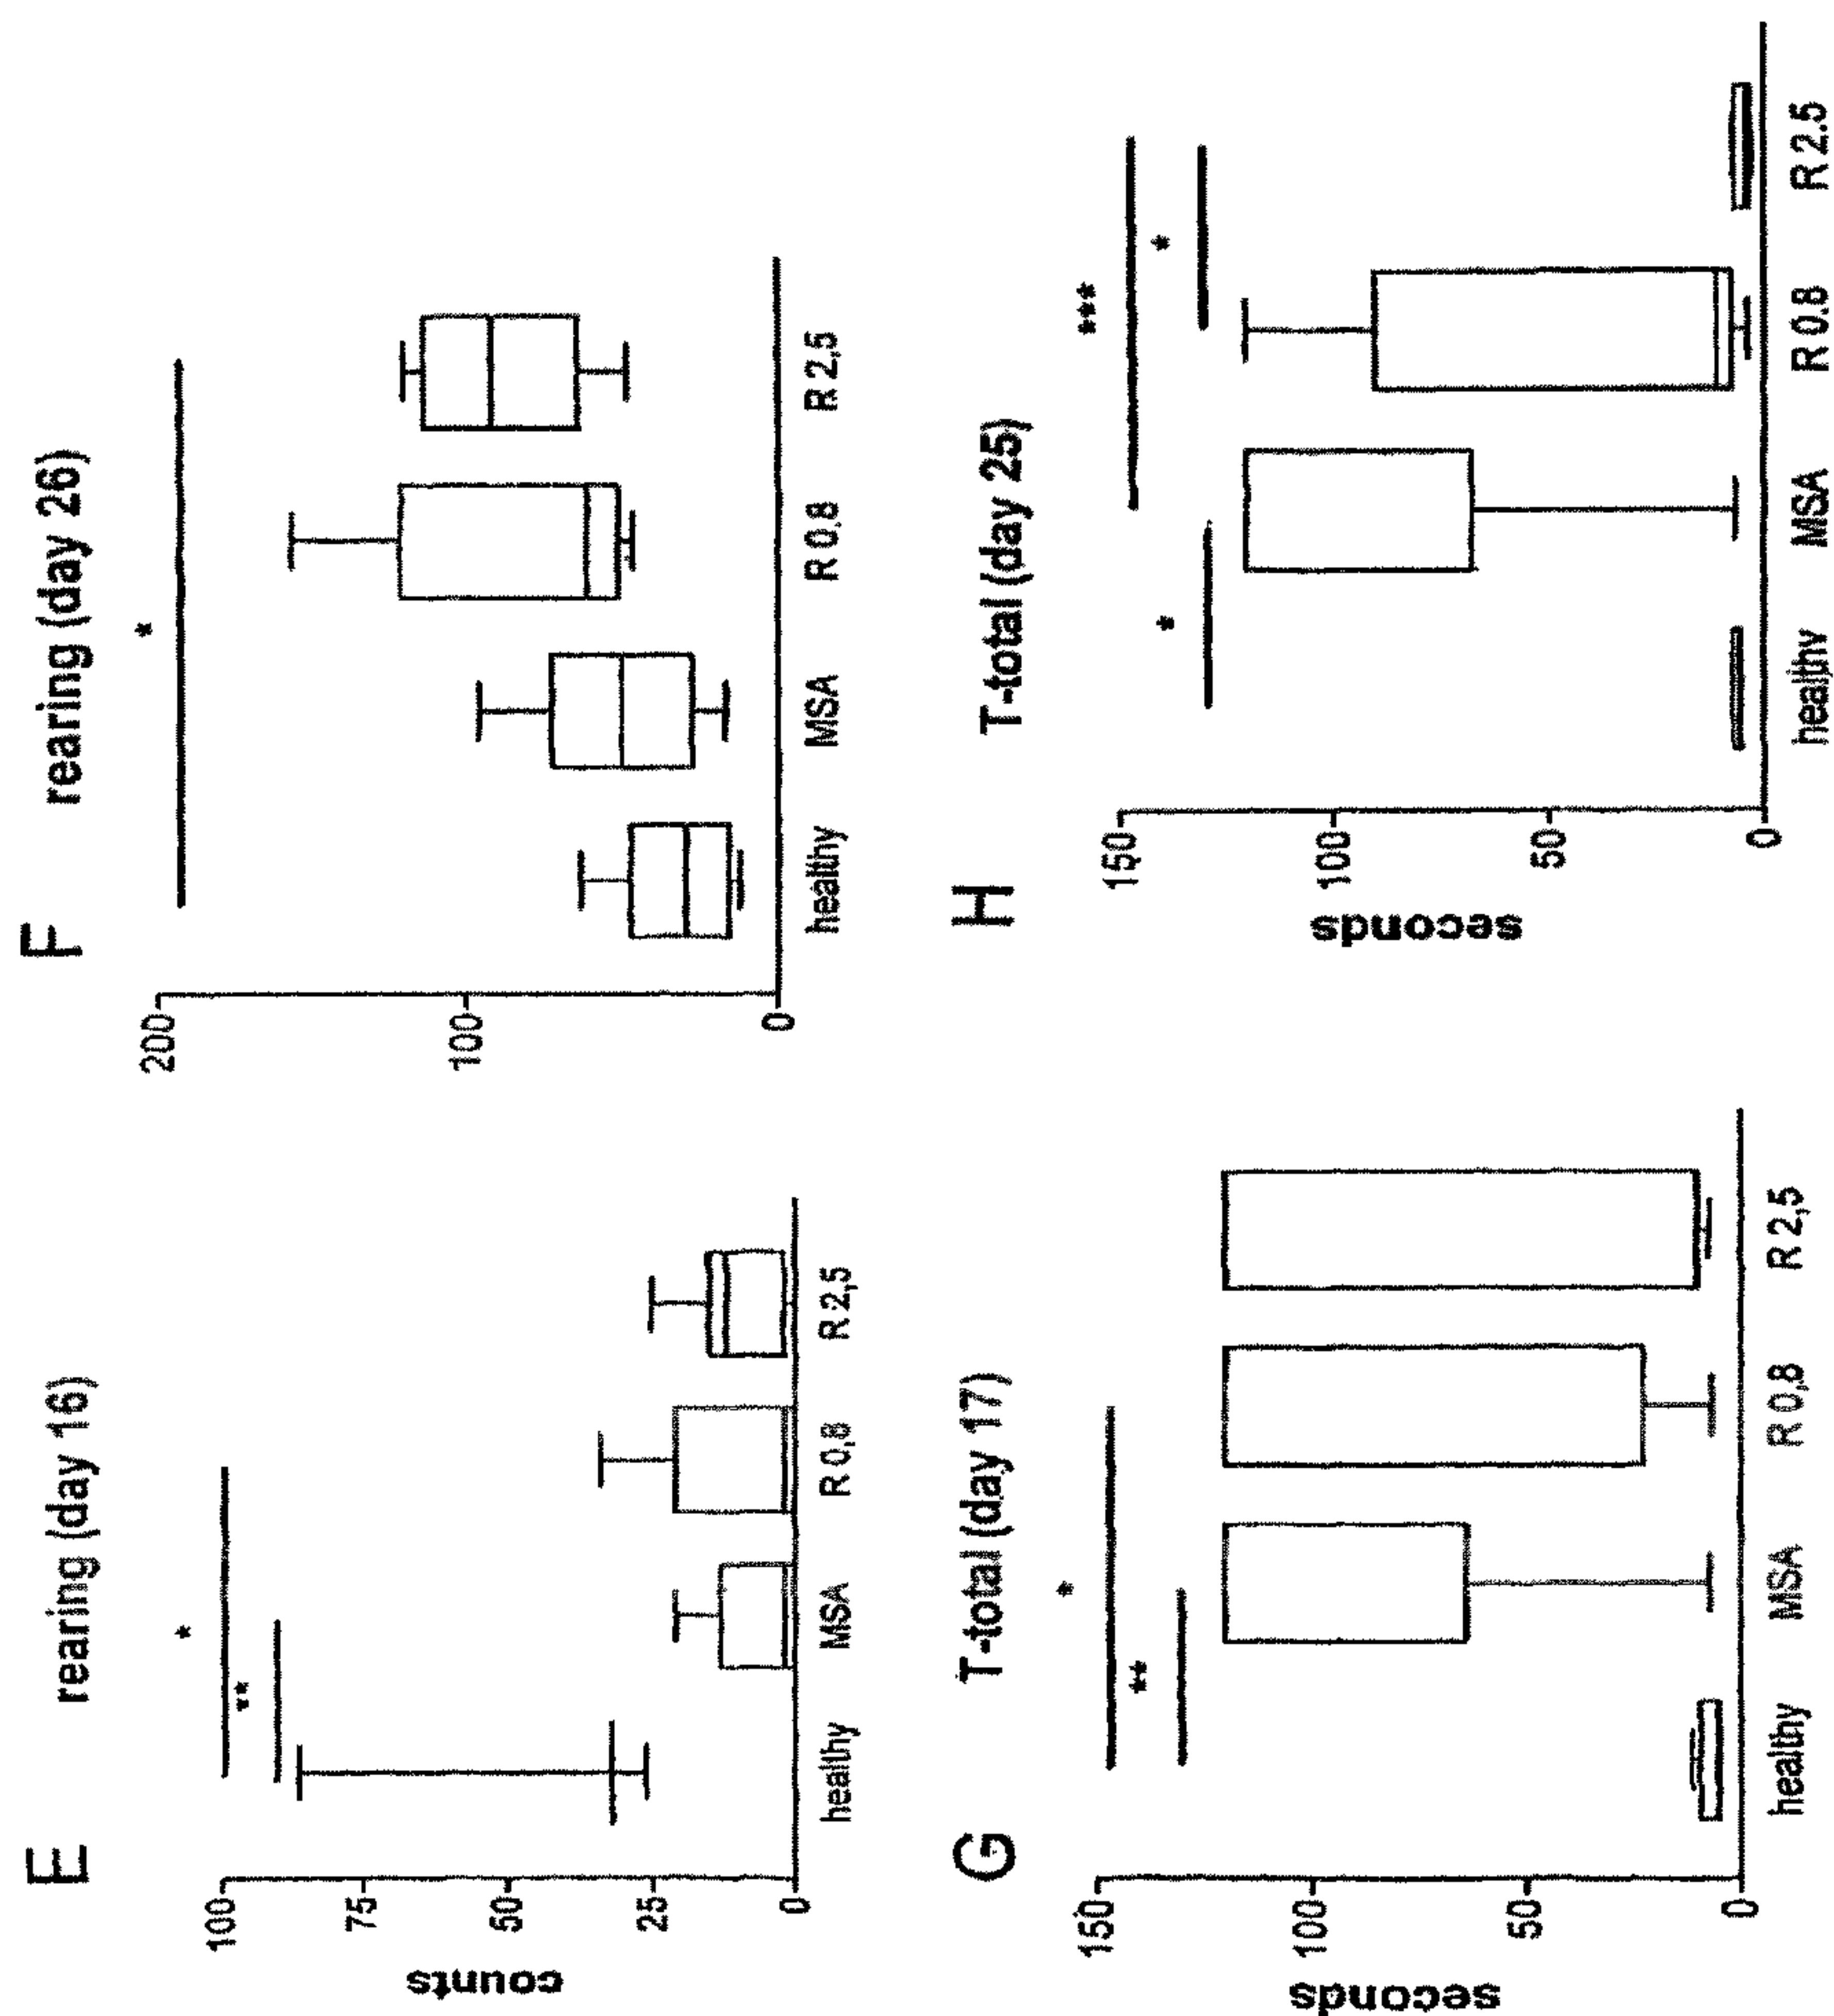 E
rearing (day 16)
*
**
counts
100
75
50
25
0
healthy
MSA
R 0,8
R 2,5
F
rearing (day 26)
*
200
100
0
healthy
MSA
R 0,8
R 2,5
G
T-total (day 17)
*
**
seconds
150
100
50
0
healthy
MSA
R 0,8
R 2,5
H
T-total (day 25)
***
*
*
seconds
150
100
50
0
healthy
MSA
R 0.8
R 2.5